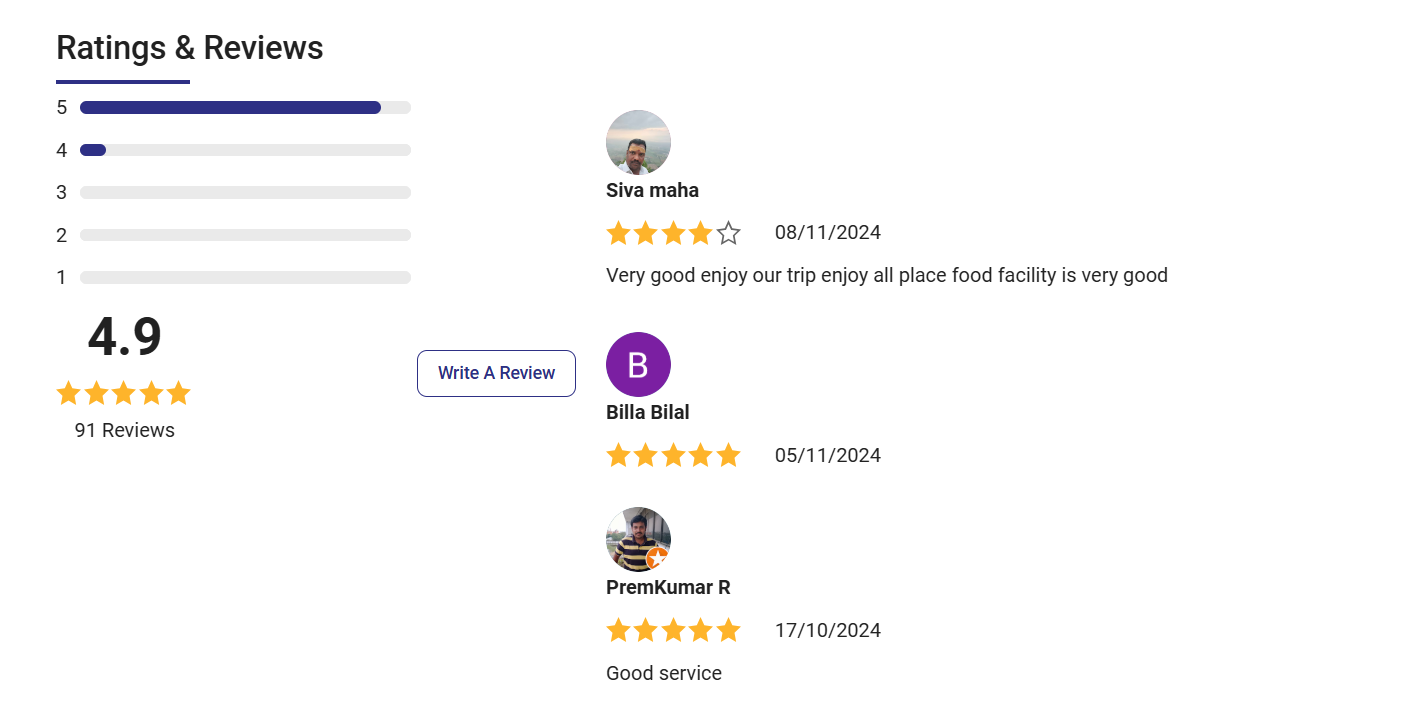 Ratings & Reviews
5
4
3
2
1
4.9
91 Reviews
Write A Review
Siva maha
08/11/2024
Very good enjoy our trip enjoy all place food facility is very good
B
Billa Bilal
05/11/2024
PremKumar R
17/10/2024
Good service